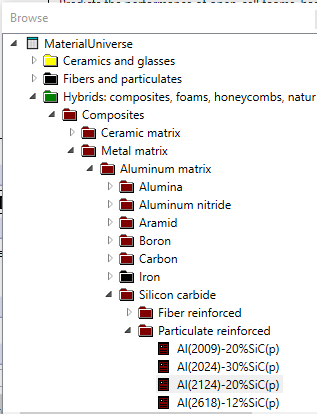 Browse
MaterialUniverse
Ceramics and glasses
Fibers and particulates
Hybrids: composites, foams, honeycombs, natur
Composites
Ceramic matrix
Metal matrix
Aluminum matrix
Alumina
Aluminum nitride
Aramid
Boron
Carbon
Iron
Silicon carbide
Fiber reinforced
Particulate reinforced
Al(2009)-20%SiC(p)
Al(2024)-30%SiC(p)
Al(2124)-20%SiC(p)
Al(2618)-12%SiC(p)